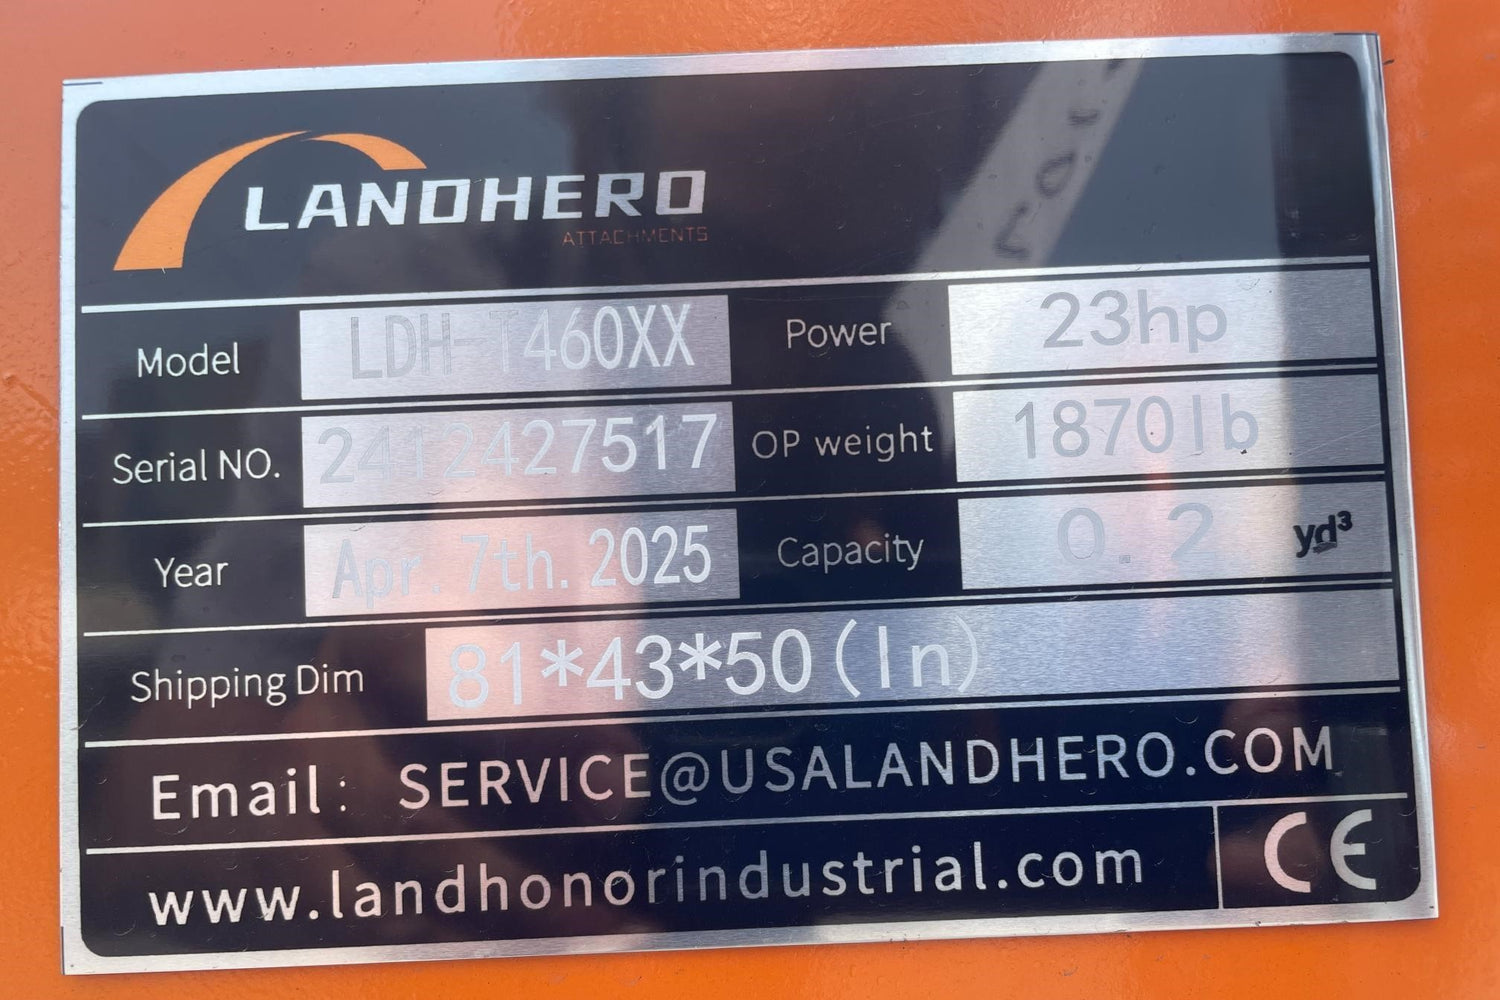 LANDHERO
ATTACHMENTS
Model LDH-T460XX Power 23hp
Serial NO. 2412427517 OP weight 1870lb
Year Apr. 7th. 2025 Capacity 0.2 yd³
Shipping Dim 81*43*50(In)
Email: SERVICE@USALANDHERO.COM
www.landhonorindustrial.com CE